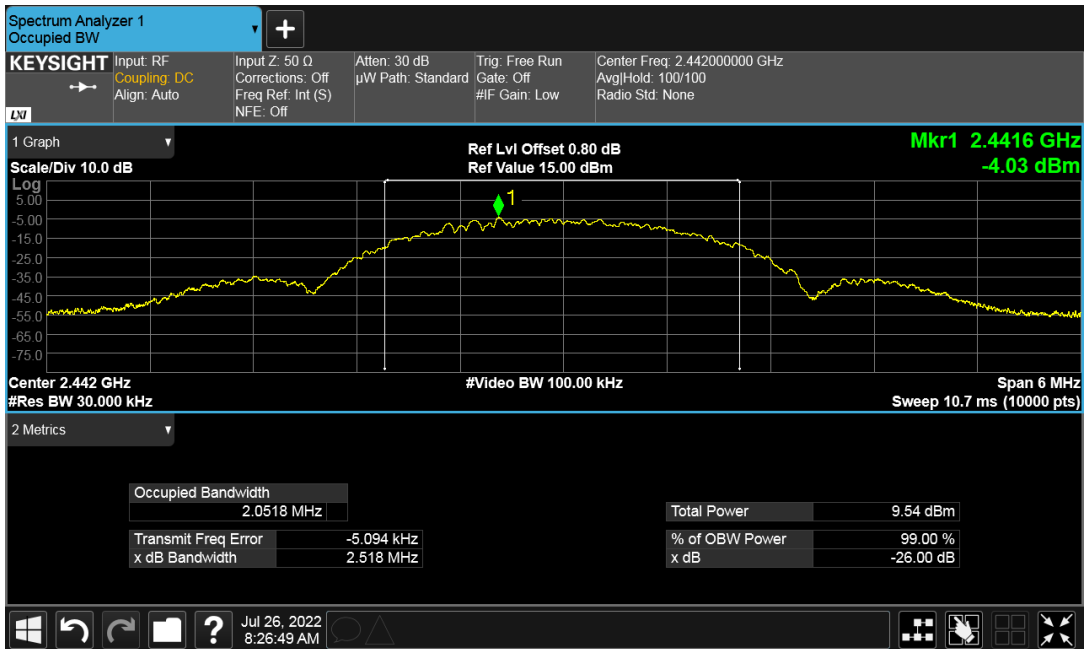 Spectrum Analyzer 1
Occupied BW
+
KEYSIGHT
LXI
Input: RF
Coupling: DC
Align: Auto
Input Z: 50 Ω
Corrections: Off
Freq Ref: Int (S)
NFE: Off
Atten: 30 dB
µW Path: Standard
Trig: Free Run
Gate: Off
#IF Gain: Low
Center Freq: 2.442000000 GHz
Avg|Hold: 100/100
Radio Std: None
1 Graph
Scale/Div 10.0 dB
Ref Lvl Offset 0.80 dB
Ref Value 15.00 dBm
Mkr1 2.4416 GHz
-4.03 dBm
Log
1
5.00
-5.00
-15.0
-25.0
-35.0
-45.0
-55.0
-65.0
-75.0
Center 2.442 GHz
#Video BW 100.00 kHz
Span 6 MHz
#Res BW 30.000 kHz
Sweep 10.7 ms (10000 pts)
2 Metrics
Occupied Bandwidth
2.0518 MHz
Transmit Freq Error -5.094 kHz
x dB Bandwidth 2.518 MHz
Total Power 9.54 dBm
% of OBW Power 99.00 %
x dB -26.00 dB
?
Jul 26, 2022
8:26:49 AM